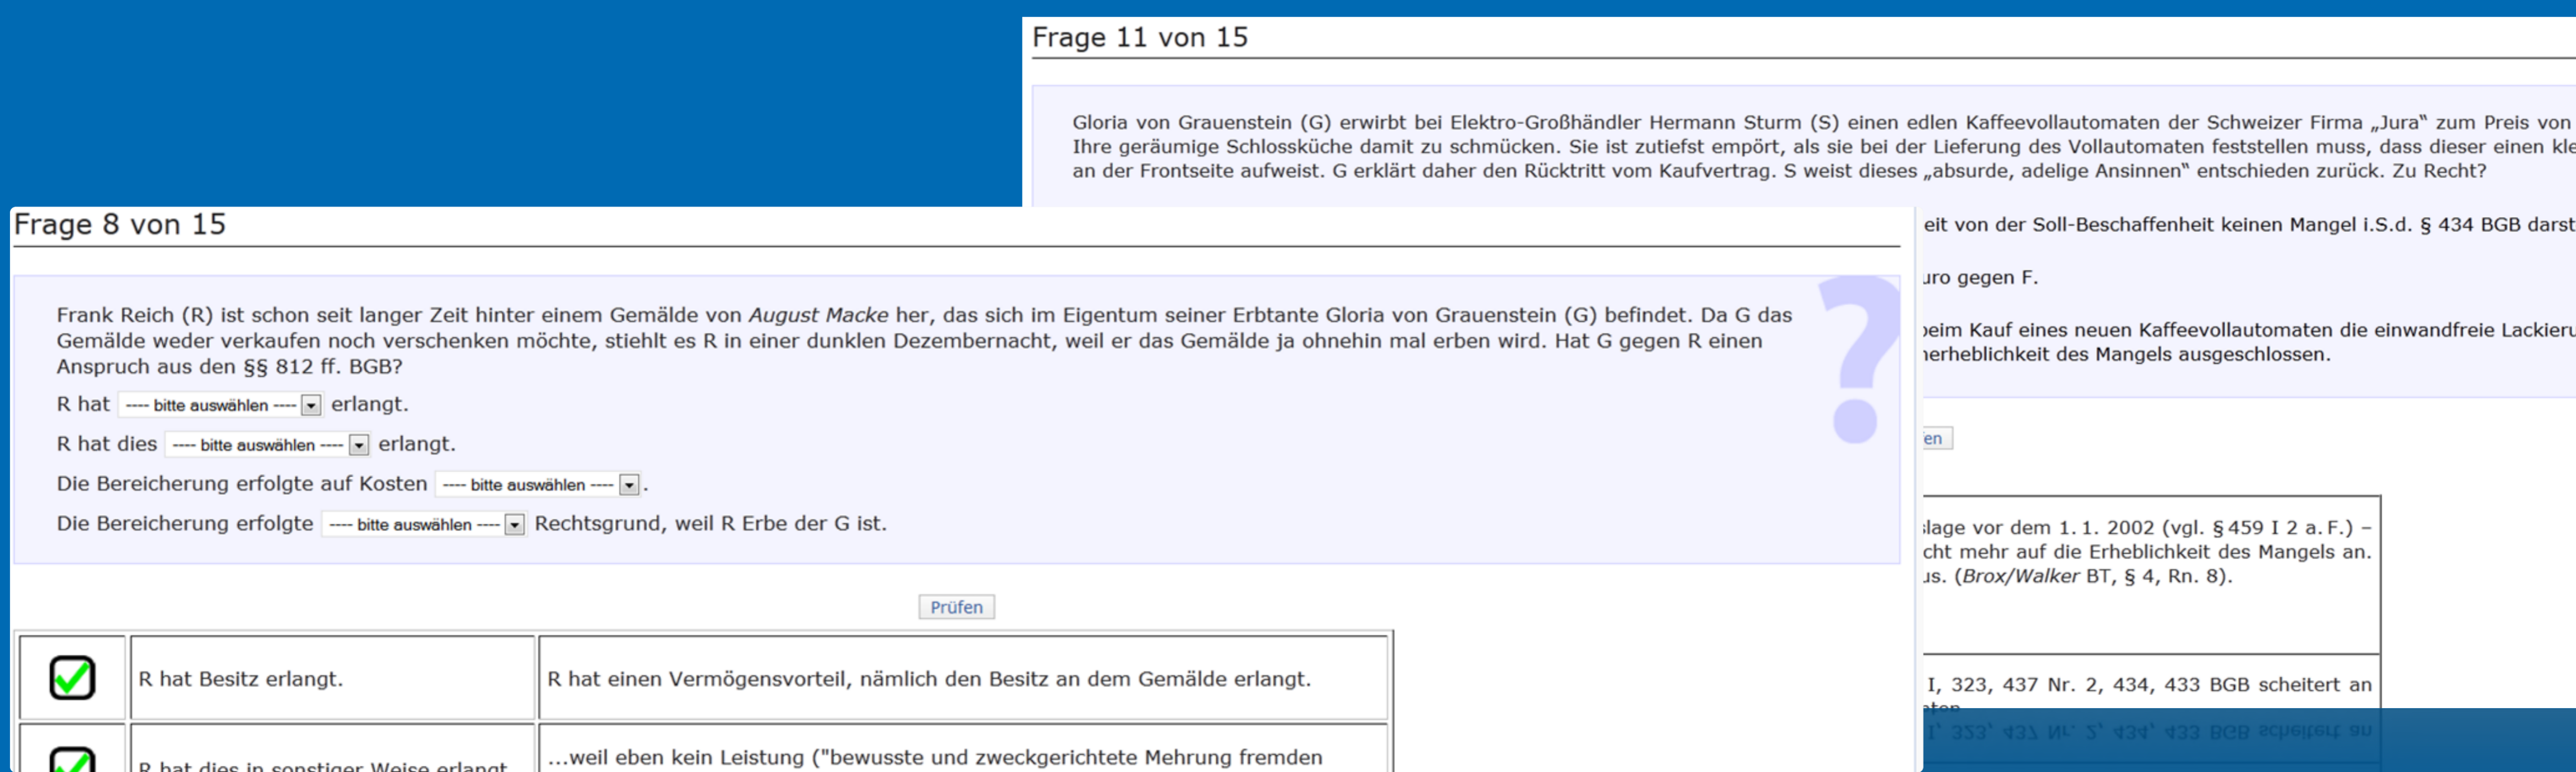 Frage 11 von 15
Gloria von Grauenstein (G) erwirbt bei Elektro-Großhändler Hermann Sturm (S) einen edlen Kaffeevollautomaten der Schweizer Firma „Jura“ zum Preis von
Ihre geräumige Schlossküche damit zu schmücken. Sie ist zutiefst empört, als sie bei der Lieferung des Vollautomaten feststellen muss, dass dieser einen kle
an der Frontseite aufweist. G erklärt daher den Rücktritt vom Kaufvertrag. S weist dieses „absurde, adelige Ansinnen“ entschieden zurück. Zu Recht?
eit von der Soll-Beschaffenheit keinen Mangel i.S.d. § 434 BGB darst
uro gegen F.
beim Kauf eines neuen Kaffeevollautomaten die einwandfreie Lackieru
nerheblichkeit des Mangels ausgeschlossen.
en
slage vor dem 1. 1. 2002 (vgl. § 459 I 2 a. F.) –
cht mehr auf die Erheblichkeit des Mangels an.
us. (Brox/Walker BT, § 4, Rn. 8).
I, 323, 437 Nr. 2, 434, 433 BGB scheitert an
Frage 8 von 15
Frank Reich (R) ist schon seit langer Zeit hinter einem Gemälde von August Macke her, das sich im Eigentum seiner Erbtante Gloria von Grauenstein (G) befindet. Da G das
Gemälde weder verkaufen noch verschenken möchte, stiehlt es R in einer dunklen Dezembernacht, weil er das Gemälde ja ohnehin mal erben wird. Hat G gegen R einen
Anspruch aus den §§ 812 ff. BGB?
?
R hat ---- bitte auswählen ---- erlangt.
R hat dies ---- bitte auswählen ---- erlangt.
Die Bereicherung erfolgte auf Kosten ---- bitte auswählen ---- .
Die Bereicherung erfolgte ---- bitte auswählen ---- Rechtsgrund, weil R Erbe der G ist.
Prüfen
R hat Besitz erlangt.
R hat einen Vermögensvorteil, nämlich den Besitz an dem Gemälde erlangt.
R hat dies in sonstiger Weise erlangt
...weil eben kein Leistung ("bewusste und zweckgerichtete Mehrung fremden